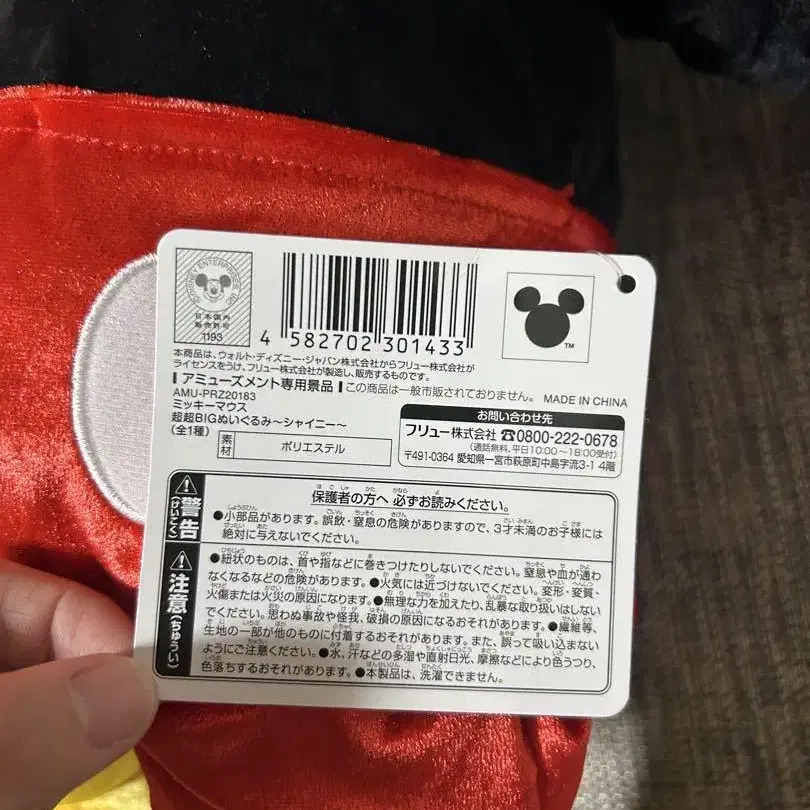 ©DISNEY ENTERPRISES, INC.
日本国内
販売許可
1193
4 582702 301433
TM
本商品は、ウォルト・ディズニー・ジャパン株式会社からフリュー株式会社が
ライセンスをうけ、フリュー株式会社が製造し、販売するものです。
アミューズメント専用景品 この商品は一般市販されておりません。 MADE IN CHINA
AMU-PRZ20183
ミッキーマウス
超超BIGぬいぐるみ~シャイニー~
(全1種)
素材 ポリエステル
お問い合わせ先
フリュー株式会社 ☎0800-222-0678
(通話無料、平日10:00~18:00受付)
〒491-0364 愛知県一宮市萩原町中島字流3-1 4階
警告
(けいこく)
保護者の方へ 必ずお読みください。
●小部品があります。誤飲・窒息の危険がありますので、3才未満のお子様には
絶対に与えないでください。
注意
(ちゅうい)
●紐状のものは、首や指などに巻きつけたりしないでください。窒息や血が通わ
なくなるなどの危険があります。●火気には近づけないでください。変形・変質・
火傷または火災の原因になります。●無理な力を加えたり、乱暴な取り扱いはしない
でください。思わぬ事故や怪我、破損の原因になるおそれがあります。●繊維等、
生地の一部が他のものに付着するおそれがあります。また、誤って吸い込まない
ようにご注意ください。●水、汗などの多湿や直射日光、摩擦などにより色うつり、
色落ちするおそれがあります。●本製品は、洗濯できません。